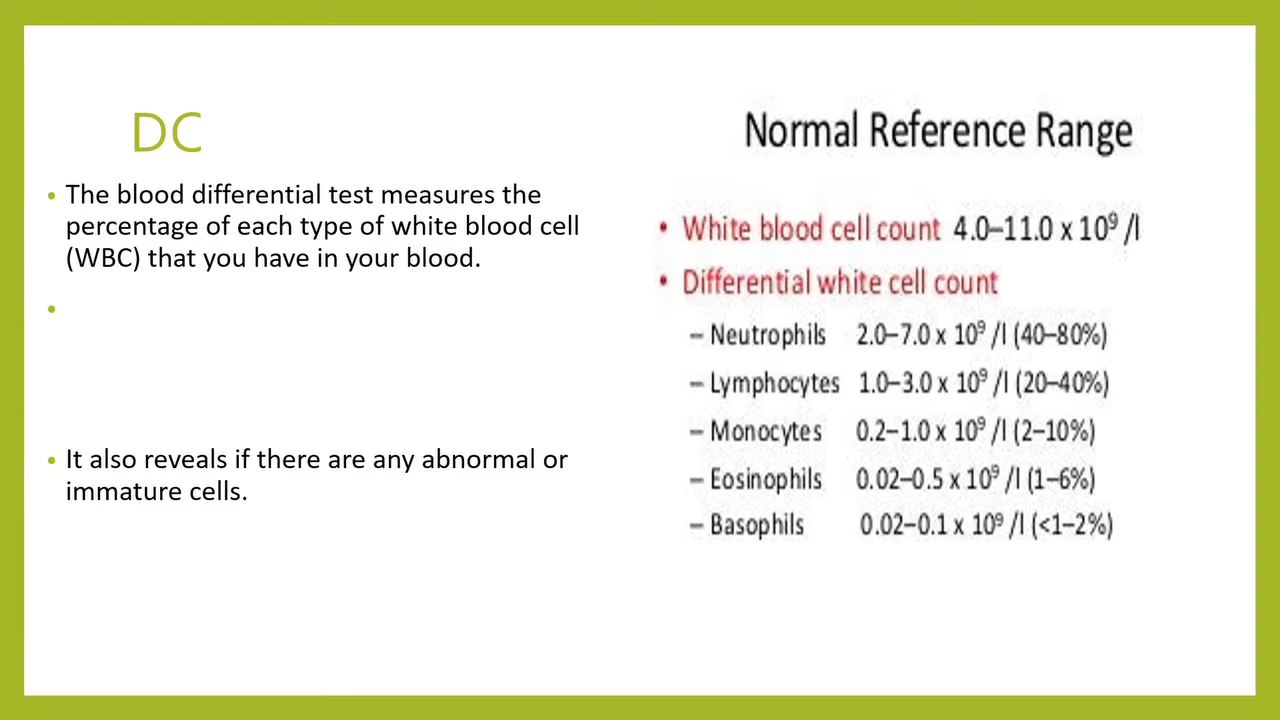 DC
• The blood differential test measures the
percentage of each type of white blood cell
(WBC) that you have in your blood.
•
• It also reveals if there are any abnormal or
immature cells.
Normal Reference Range
• White blood cell count 4.0–11.0 x 10⁹ /l
• Differential white cell count
– Neutrophils 2.0–7.0 x 10⁹ /l (40–80%)
– Lymphocytes 1.0–3.0 x 10⁹ /l (20–40%)
– Monocytes 0.2–1.0 x 10⁹ /l (2–10%)
– Eosinophils 0.02–0.5 x 10⁹ /l (1–6%)
– Basophils 0.02–0.1 x 10⁹ /l (<1–2%)